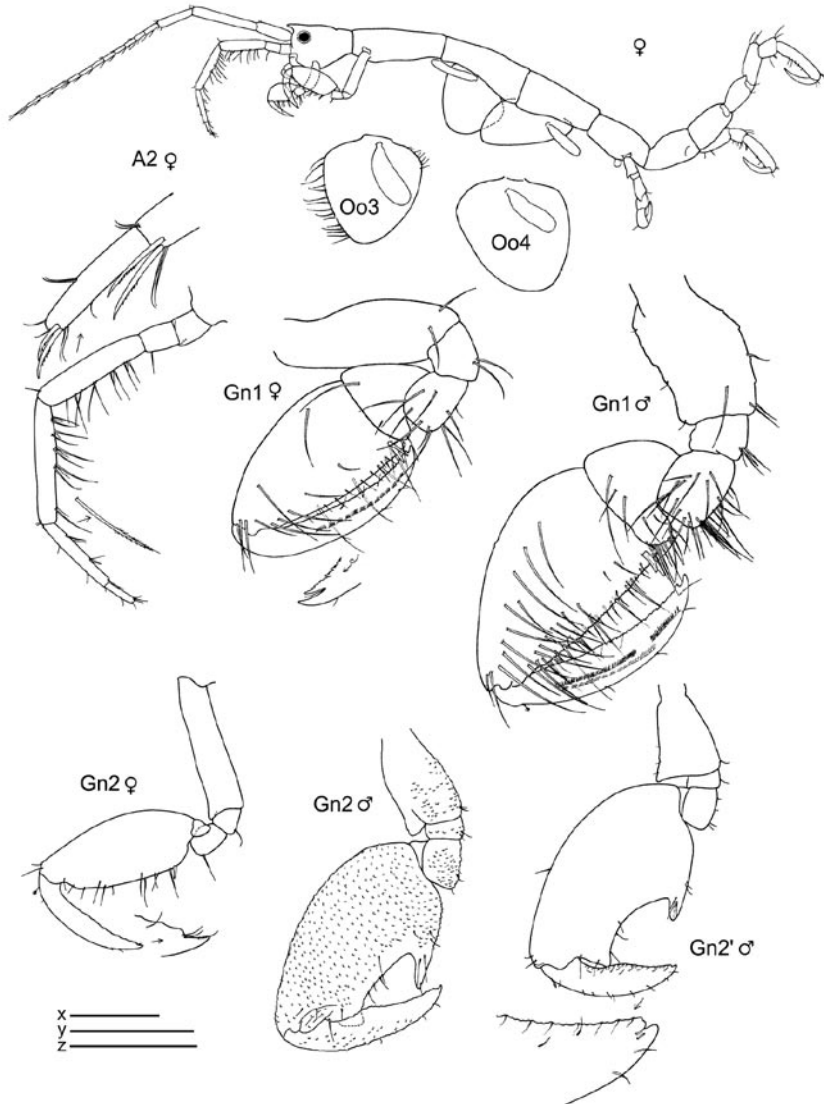 ♀
A2 ♀
Oo3
Oo4
Gn1 ♀
Gn1 ♂
Gn2 ♀
Gn2 ♂
Gn2' ♂
x
y
z